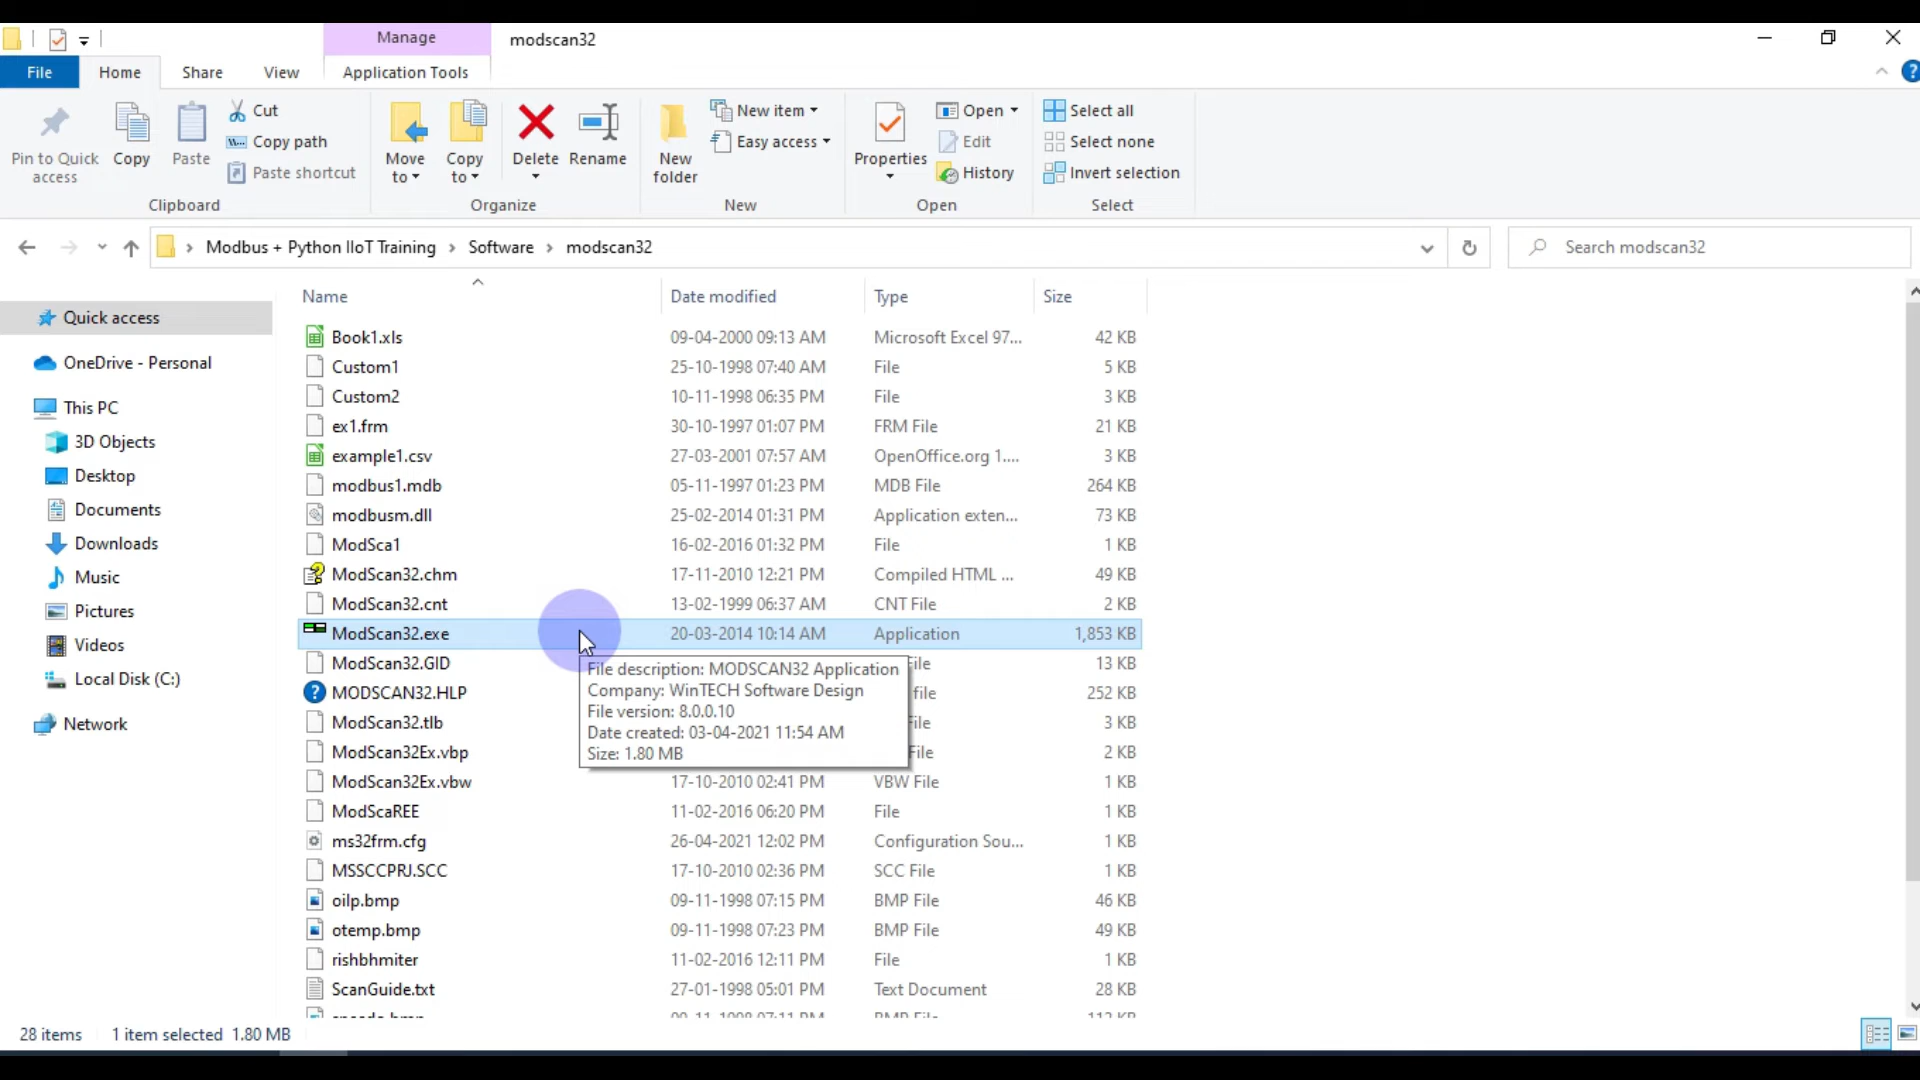 Manage
modscan32
File
Home
Share
View
Application Tools
Pin to Quick access
Copy
Paste
Cut
Copy path
Paste shortcut
Clipboard
Move to
Copy to
Delete
Rename
Organize
New folder
New item
Easy access
New
Properties
Open
Edit
History
Open
Select all
Select none
Invert selection
Select
Modbus + Python IIoT Training > Software > modscan32
Search modscan32
Quick access
OneDrive - Personal
This PC
3D Objects
Desktop
Documents
Downloads
Music
Pictures
Videos
Local Disk (C:)
Network
Name Date modified Type Size
Book1.xls 09-04-2000 09:13 AM Microsoft Excel 97... 42 KB
Custom1 25-10-1998 07:40 AM File 5 KB
Custom2 10-11-1998 06:35 PM File 3 KB
ex1.frm 30-10-1997 01:07 PM FRM File 21 KB
example1.csv 27-03-2001 07:57 AM OpenOffice.org 1.... 3 KB
modbus1.mdb 05-11-1997 01:23 PM MDB File 264 KB
modbusm.dll 25-02-2014 01:31 PM Application exten... 73 KB
ModSca1 16-02-2016 01:32 PM File 1 KB
ModScan32.chm 17-11-2010 12:21 PM Compiled HTML ... 49 KB
ModScan32.cnt 13-02-1999 06:37 AM CNT File 2 KB
ModScan32.exe 20-03-2014 10:14 AM Application 1,853 KB
ModScan32.GID File 13 KB
MODSCAN32.HLP file 252 KB
ModScan32.tlb File 3 KB
ModScan32Ex.vbp File 2 KB
File description: MODSCAN32 Application
Company: WinTECH Software Design
File version: 8.0.0.10
Date created: 03-04-2021 11:54 AM
Size: 1.80 MB
ModScan32Ex.vbw 17-10-2010 02:41 PM VBW File 1 KB
ModScaREE 11-02-2016 06:20 PM File 1 KB
ms32frm.cfg 26-04-2021 12:02 PM Configuration Sou... 1 KB
MSSCCPRJ.SCC 17-10-2010 02:36 PM SCC File 1 KB
oilp.bmp 09-11-1998 07:15 PM BMP File 46 KB
otemp.bmp 09-11-1998 07:23 PM BMP File 49 KB
rishbhmiter 11-02-2016 12:11 PM File 1 KB
ScanGuide.txt 27-01-1998 05:01 PM Text Document 28 KB
28 items 1 item selected 1.80 MB